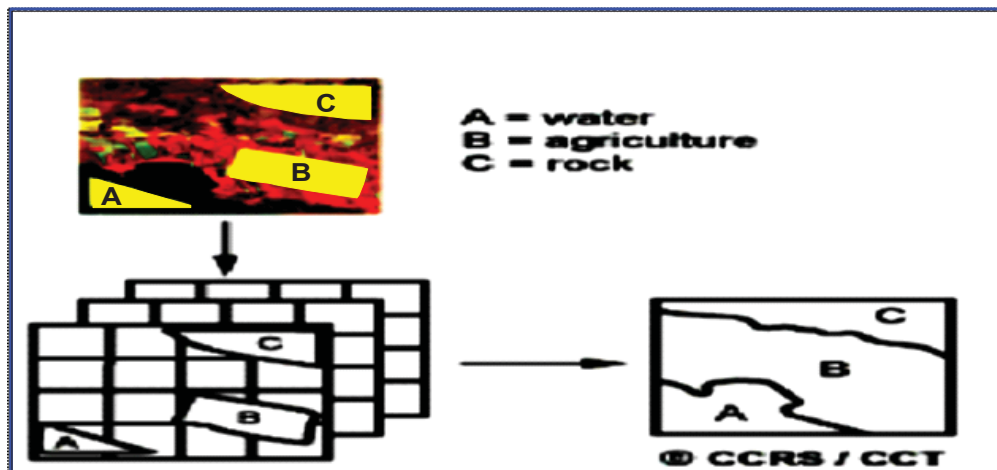 C
B
A
A = water
B = agriculture
C = rock
C
B
A
C
B
A
® CCRS / CCT